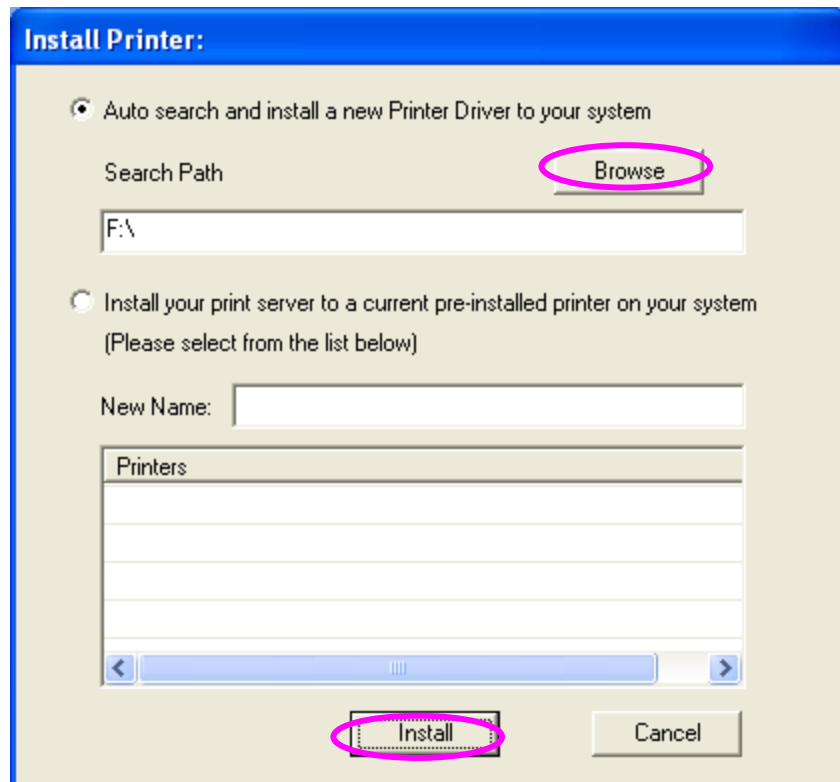 Install Printer:
Auto search and install a new Printer Driver to your system
Search Path
Browse
F:\
Install your print server to a current pre-installed printer on your system
(Please select from the list below)
New Name:
Printers
Install
Cancel